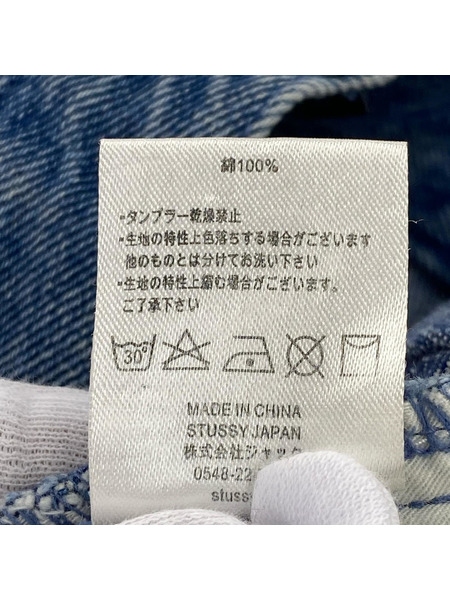 綿100%
・タンブラー乾燥禁止
・生地の特性上色落ちする場合がございます
他のものとは分けてお洗い下さい
・生地の特性上縮む場合がございます。
ご了承下さい
30°
MADE IN CHINA
STUSSY JAPAN
株式会社ジャック
0548-22
stuss